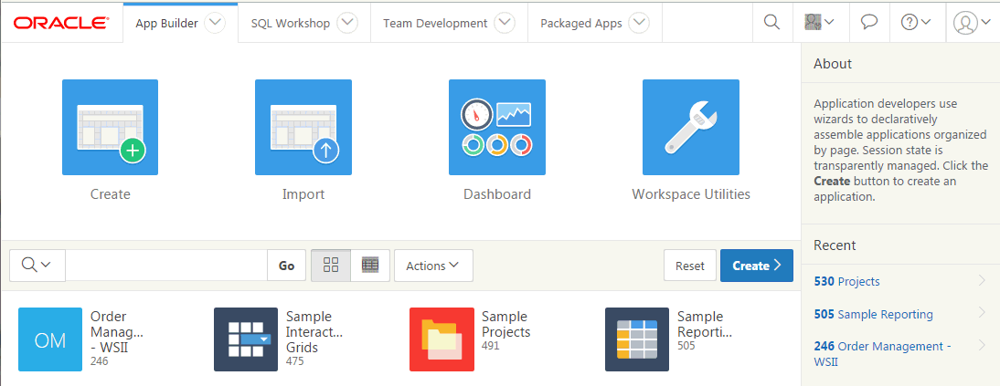 ORACLE
App Builder
SQL Workshop
Team Development
Packaged Apps
Create
Import
Dashboard
Workspace Utilities
About
Application developers use
wizards to declaratively
assemble applications organized
by page. Session state is
transparently managed. Click the
Create button to create an
application.
Go
Actions
Reset
Create
Recent
530 Projects
505 Sample Reporting
246 Order Management -
WSII
OM
Order
Manag...
- WSII
246
Sample
Interact...
Grids
475
Sample
Projects
491
Sample
Reporti...
505